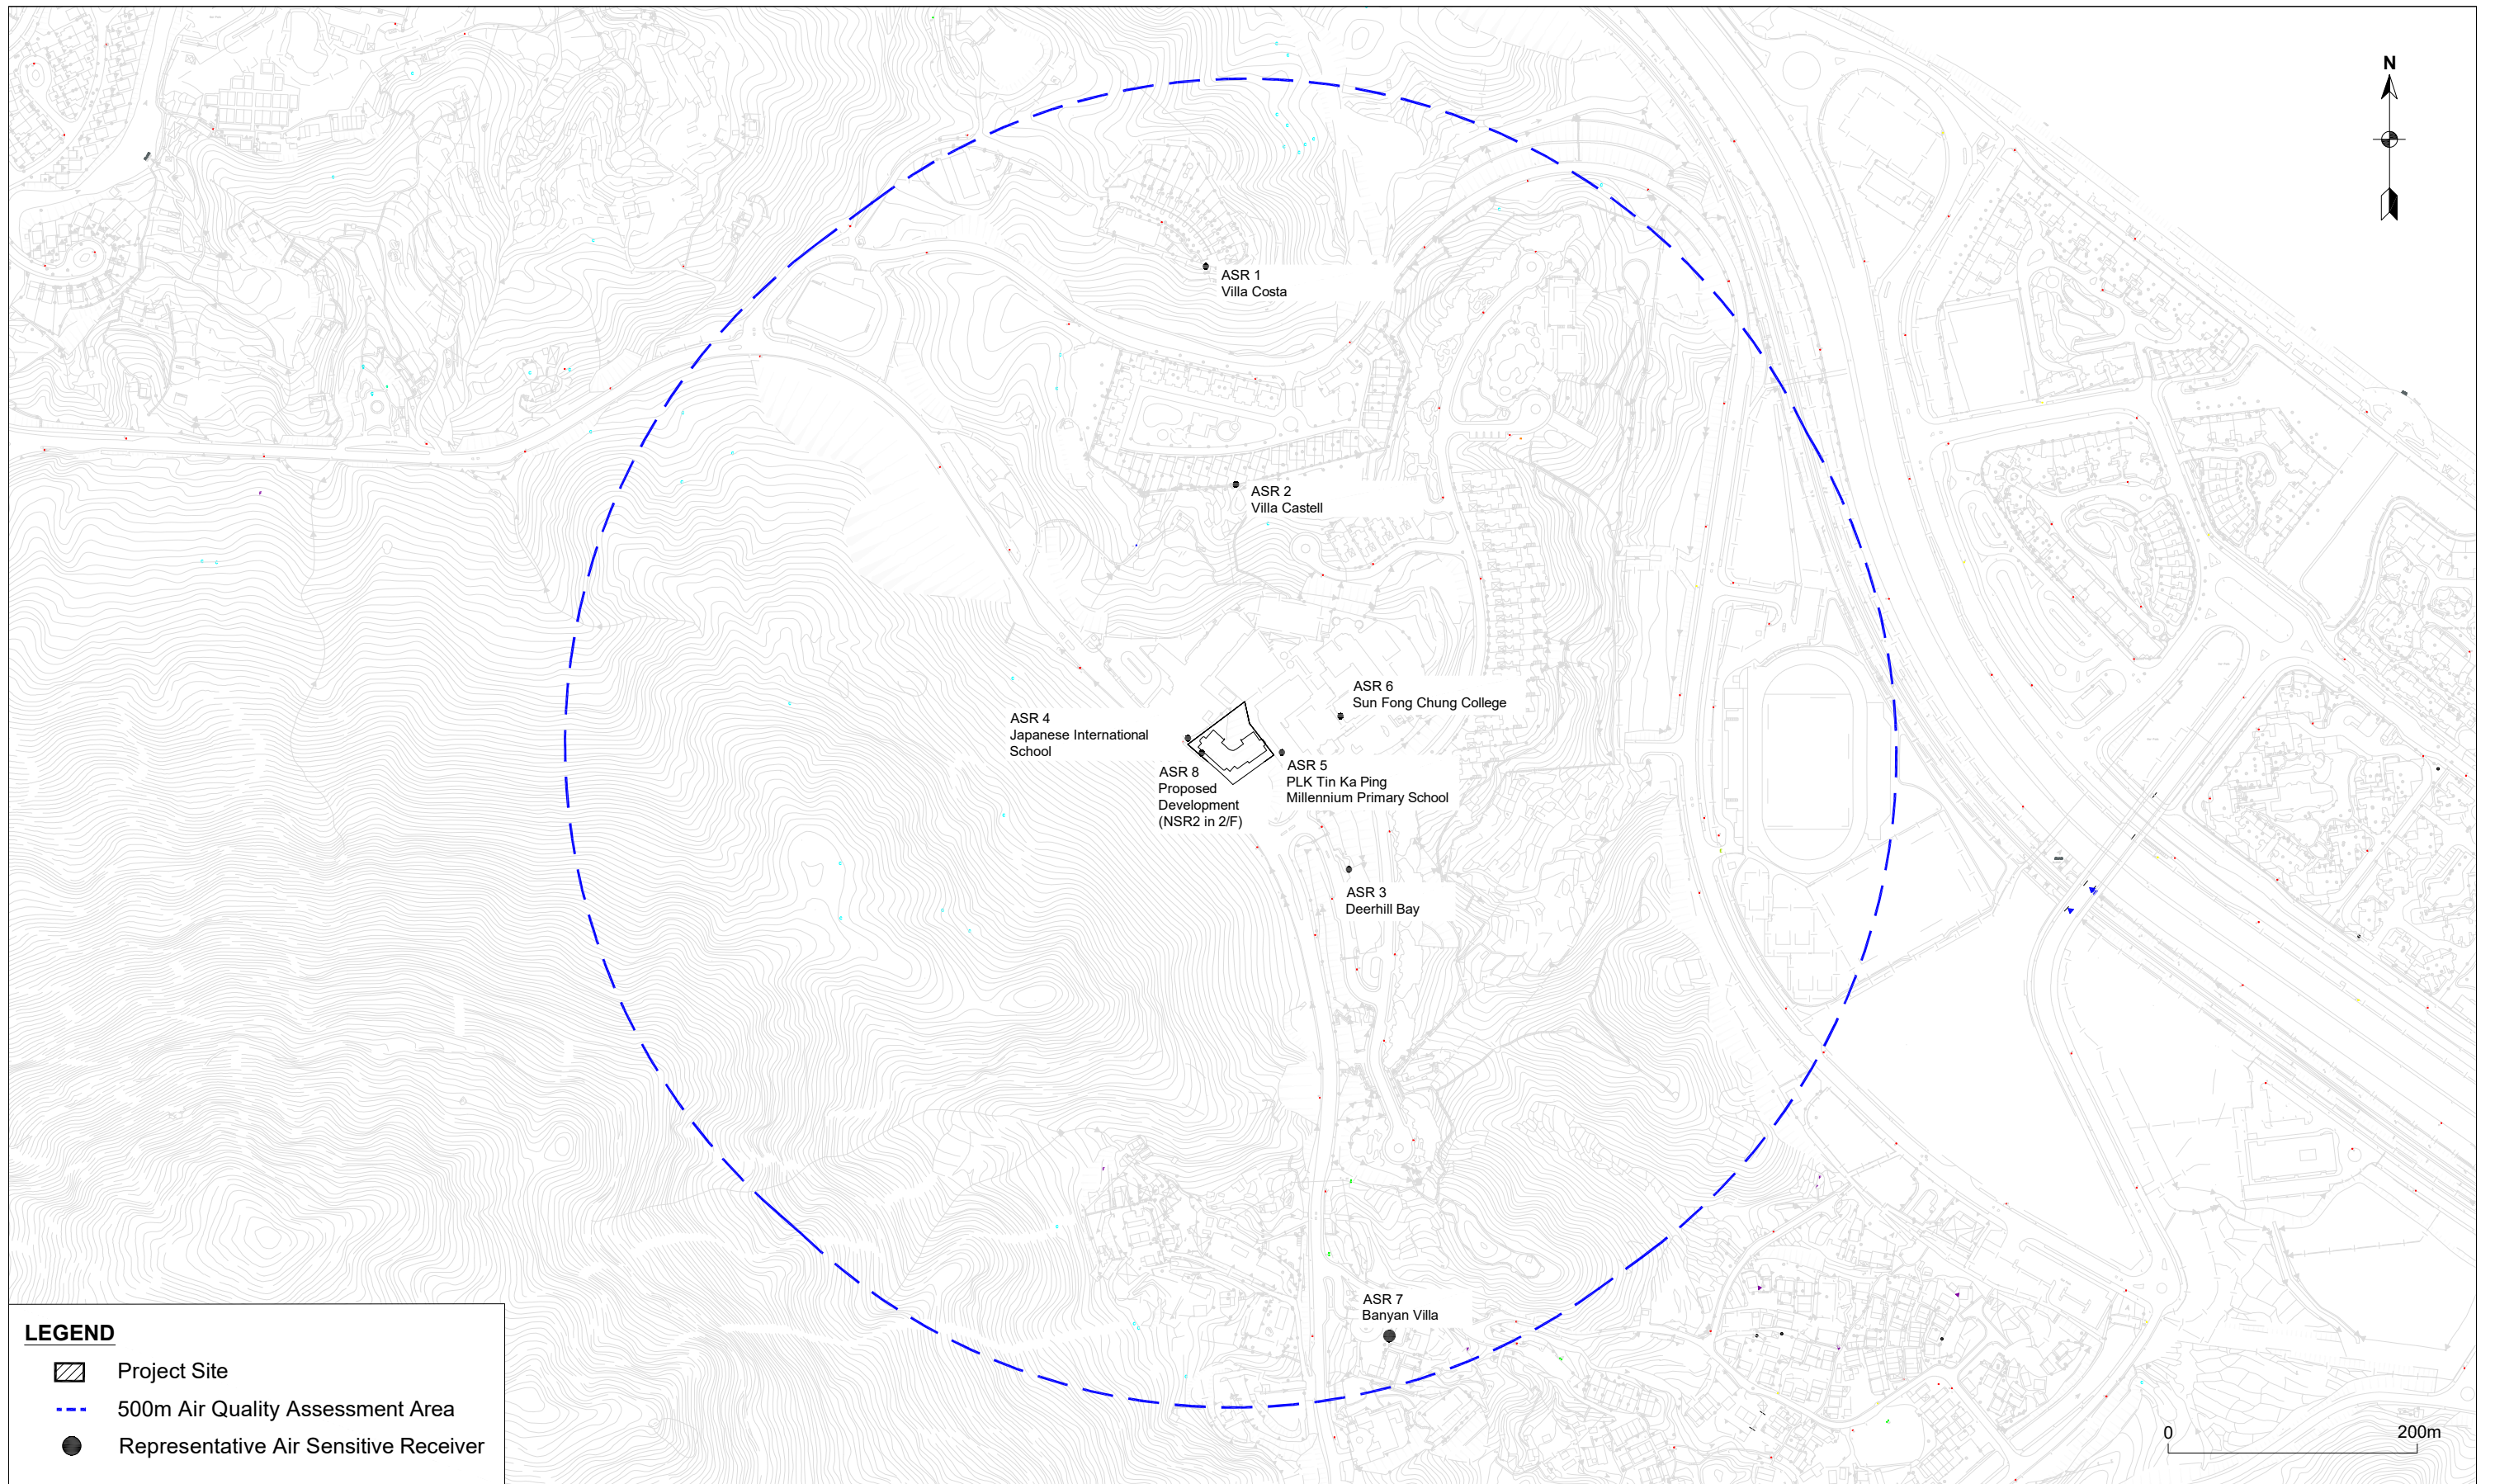 N
ASR 1
Villa Costa
ASR 2
Villa Castell
ASR 6
Sun Fong Chung College
ASR 4
Japanese International
School
ASR 5
PLK Tin Ka Ping
Millennium Primary School
ASR 8
Proposed
Development
(NSR2 in 2/F)
ASR 3
Deerhill Bay
ASR 7
Banyan Villa
LEGEND
Project Site
500m Air Quality Assessment Area
Representative Air Sensitive Receiver
0
200m